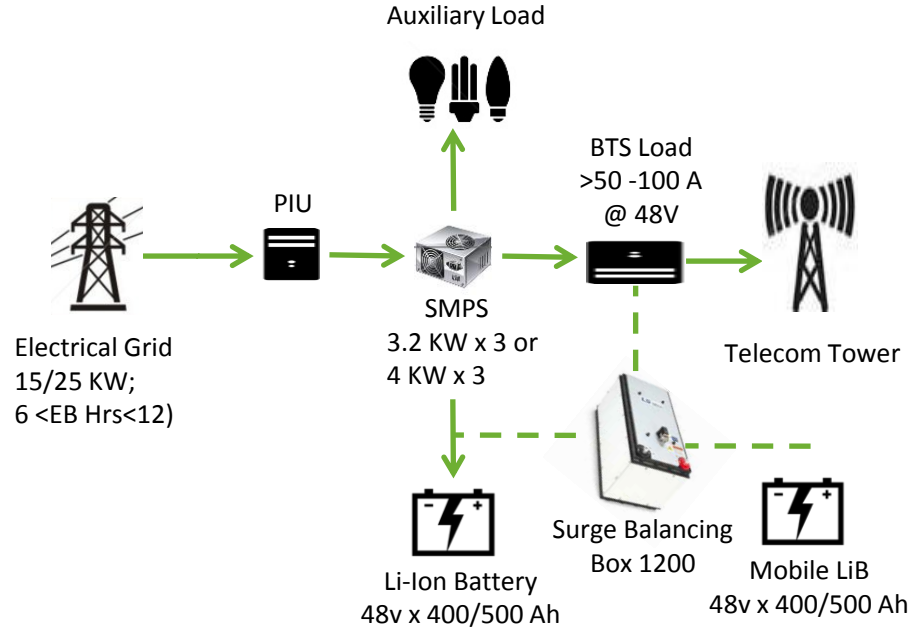 Auxiliary Load
BTS Load
>50 -100 A
@ 48V
PIU
SMPS
3.2 KW x 3 or
4 KW x 3
Electrical Grid
15/25 KW;
6 <EB Hrs<12)
Telecom Tower
Surge Balancing
Box 1200
Li-Ion Battery
48v x 400/500 Ah
Mobile LiB
48v x 400/500 Ah